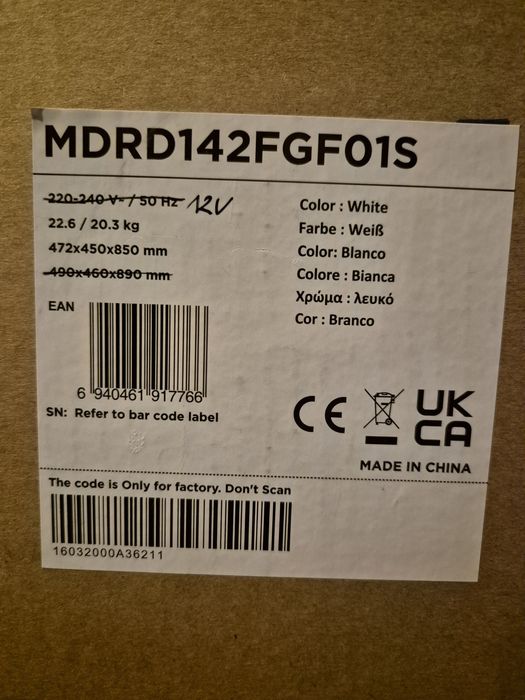 MDRD142FGF01S
220-240 V~ / 50 Hz 12V
22.6 / 20.3 kg
472x450x850 mm
490x460x890 mm
Color : White
Farbe : Weiß
Color: Blanco
Colore : Bianca
Χρώμα : λευκό
Cor : Branco
EAN
6 940461 917766
SN: Refer to bar code label
CE
UK
CA
MADE IN CHINA
The code is Only for factory. Don't Scan
16032000A36211